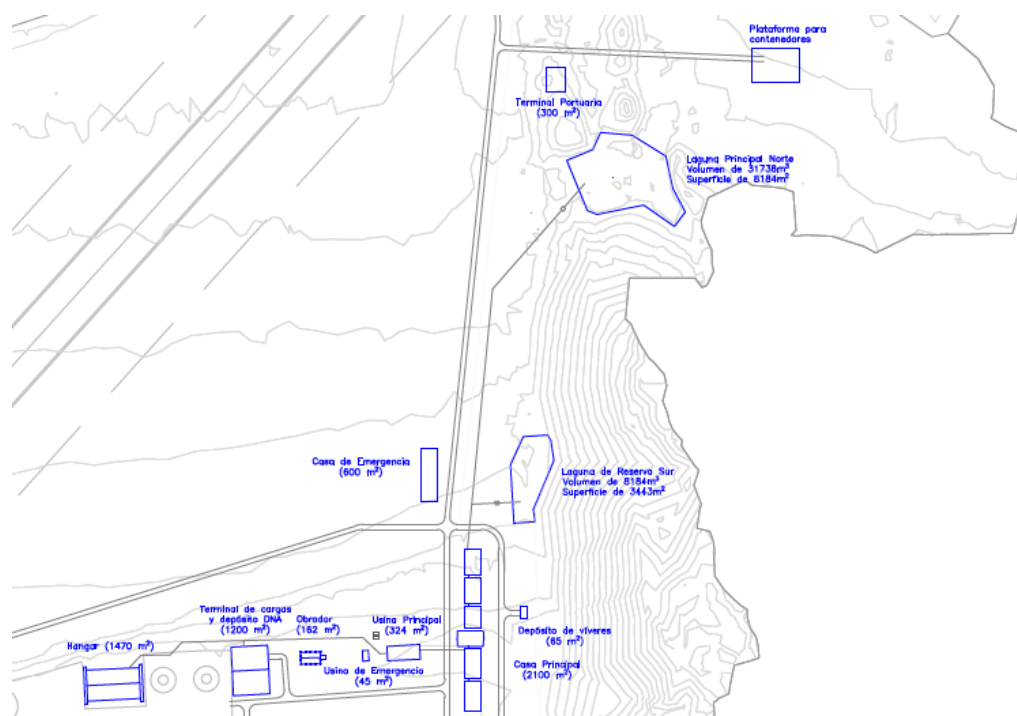 Plataforma para
contenedores
Terminal Portuaria
(300 m²)
Laguna Principal Norte
Volumen de 31738m³
Superficie de 8184m²
Casa de Emergencia
(600 m²)
Laguna de Reserva Sur
Volumen de 8184m³
Superficie de 3443m²
Terminal de cargas
y depósito DNA
(1200 m²)
Obrador
(162 m²)
Usina Principal
(324 m²)
Hangar (1470 m²)
Usina de Emergencia
(45 m²)
Depósito de víveres
(65 m²)
Casa Principal
(2100 m²)